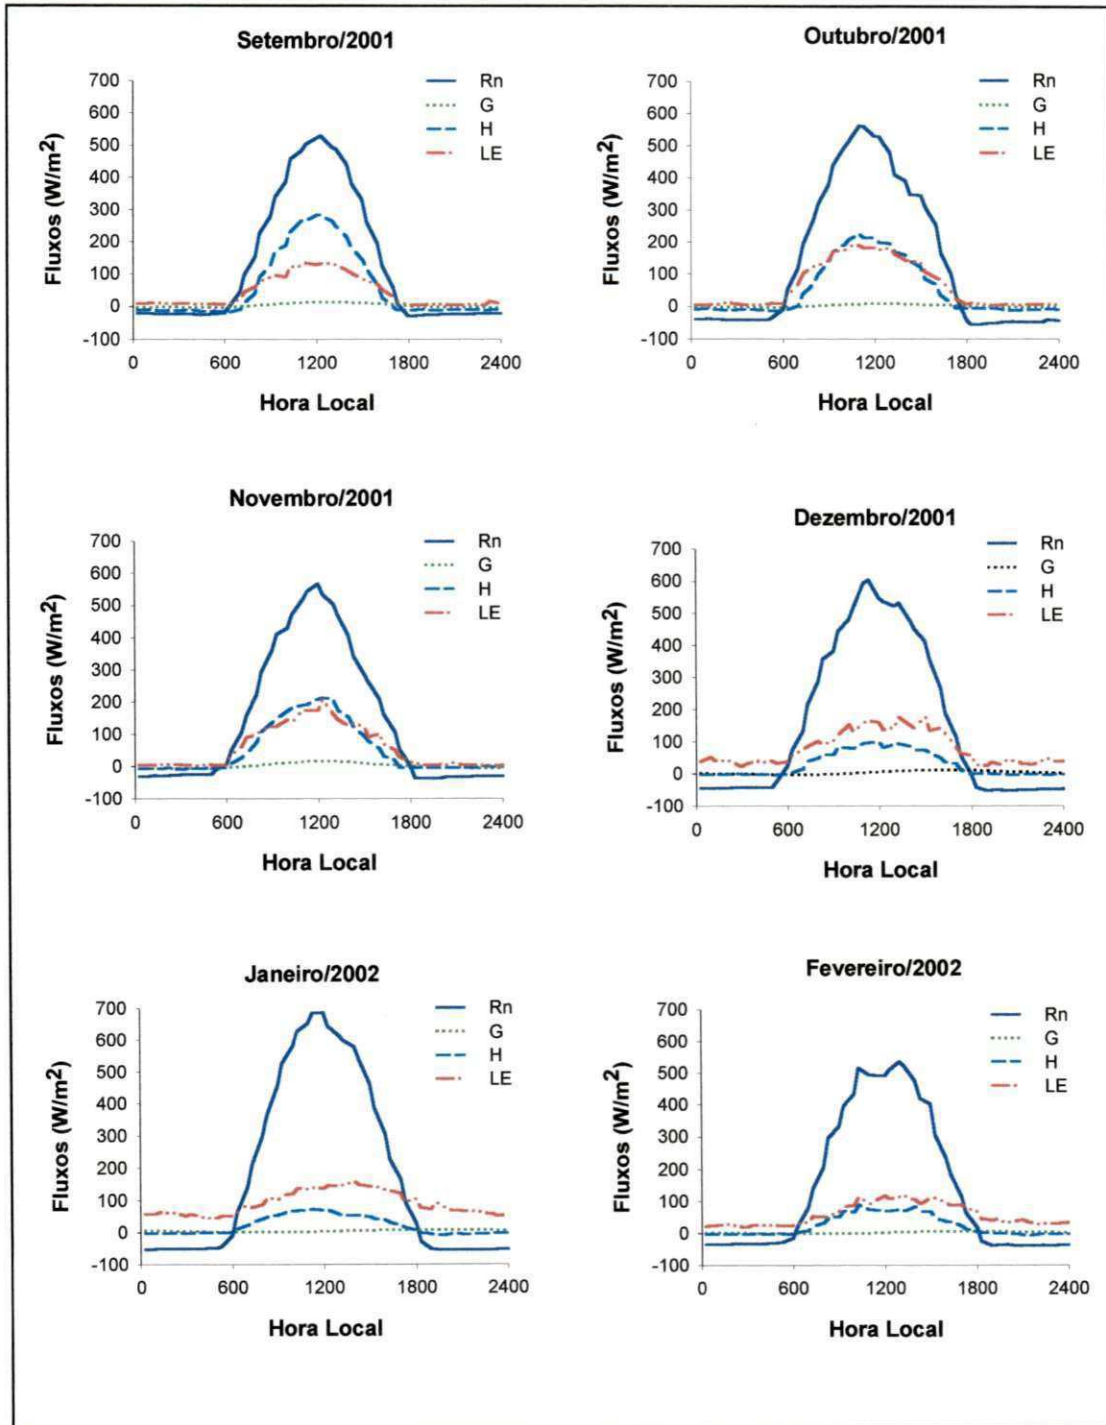 Setembro/2001
Fluxos (W/m²)
700
600
500
400
300
200
100
0
-100
Rn
G
H
LE
0 600 1200 1800 2400
Hora Local
Outubro/2001
Fluxos (W/m²)
700
600
500
400
300
200
100
0
-100
Rn
G
H
LE
0 600 1200 1800 2400
Hora Local
Novembro/2001
Fluxos (W/m²)
700
600
500
400
300
200
100
0
-100
Rn
G
H
LE
0 600 1200 1800 2400
Hora Local
Dezembro/2001
Fluxos (W/m²)
700
600
500
400
300
200
100
0
-100
Rn
G
H
LE
0 600 1200 1800 2400
Hora Local
Janeiro/2002
Fluxos (W/m²)
700
600
500
400
300
200
100
0
-100
Rn
G
H
LE
0 600 1200 1800 2400
Hora Local
Fevereiro/2002
Fluxos (W/m²)
700
600
500
400
300
200
100
0
-100
Rn
G
H
LE
0 600 1200 1800 2400
Hora Local